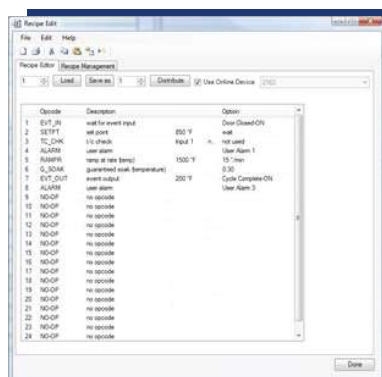 Recipe Edit
File Edit Help
Recipe Editor Recipe Management
1 Load Save as 1 Distribute Use Online Device 2160
Opcode Description Option
1 EVT_IN wait for event input Door Closed-ON
2 SETPT set point 850 °F wait
3 TC_CHK t/c check Input 1 not used
4 ALARM user alarm User Alarm 1
5 RAMPR ramp at rate (temp) 1500 °F 15 °/min
6 G_SOAK guaranteed soak (temperature) 0:30
7 EVT_OUT event output 200 °F Cycle Complete-ON
8 ALARM user alarm User Alarm 3
9 NO-OP no opcode
10 NO-OP no opcode
11 NO-OP no opcode
12 NO-OP no opcode
13 NO-OP no opcode
14 NO-OP no opcode
15 NO-OP no opcode
16 NO-OP no opcode
17 NO-OP no opcode
18 NO-OP no opcode
19 NO-OP no opcode
20 NO-OP no opcode
21 NO-OP no opcode
22 NO-OP no opcode
23 NO-OP no opcode
24 NO-OP no opcode
Done